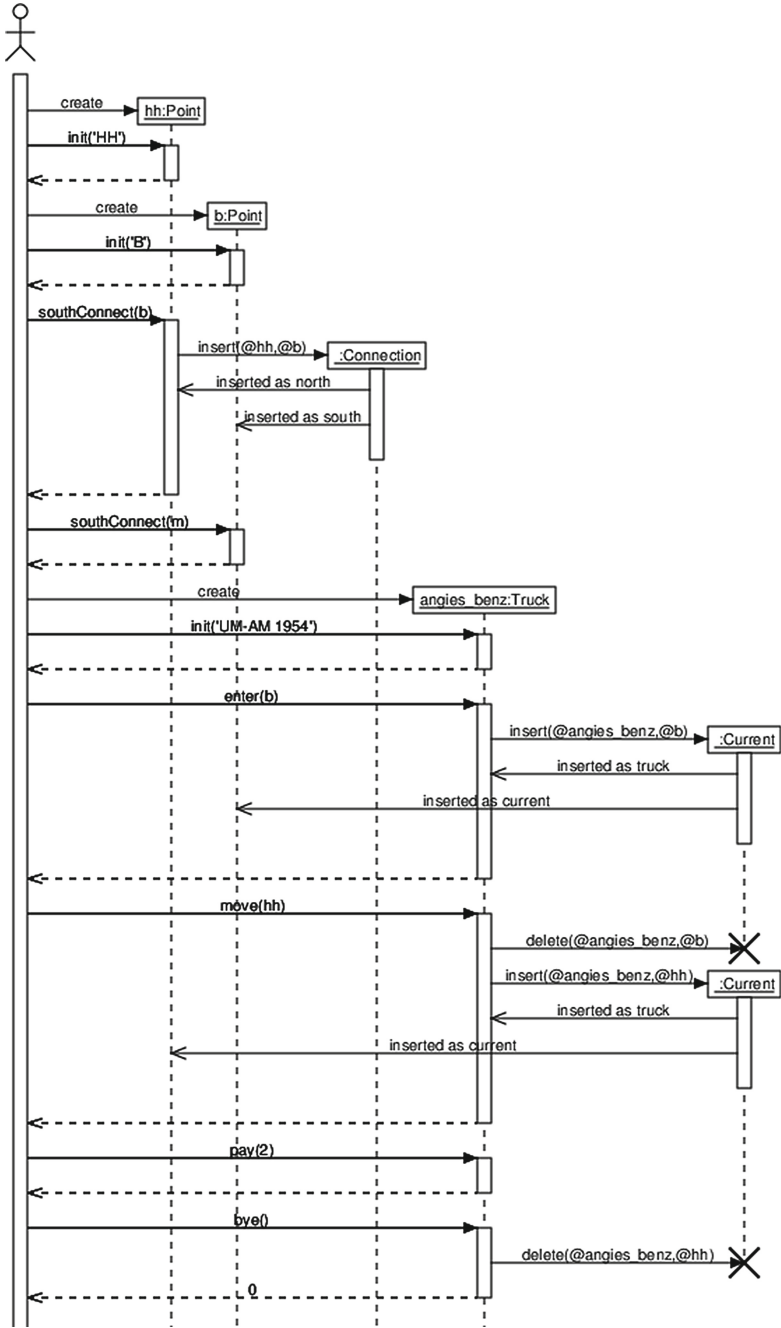 create
hh:Point
init('HH')
create
b:Point
init('B')
southConnect(b)
insert(@hh,@b)
:Connection
inserted as north
inserted as south
southConnect(m)
create
angies_benz:Truck
init('UM-AM 1954')
enter(b)
insert(@angies_benz,@b)
:Current
inserted as truck
inserted as current
move(hh)
delete(@angies_benz,@b)
insert(@angies_benz,@hh)
:Current
inserted as truck
inserted as current
pay(2)
bye()
delete(@angies_benz,@hh)
0